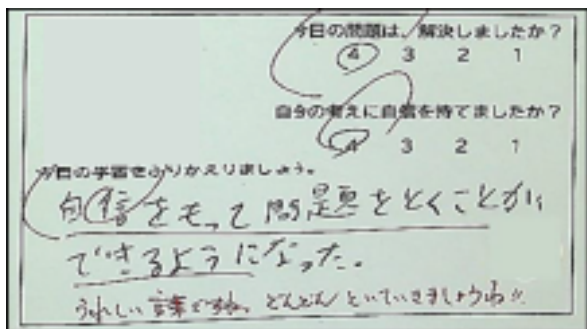 今日の問題は、解決しましたか？
4 3 2 1
自分の考えに自信を持てましたか？
4 3 2 1
今日の学習をふりかえりましょう。
自信をもって問題をとくことが
できるようになった。
うれしい言葉ですね。どんどんといていきましょうね!!